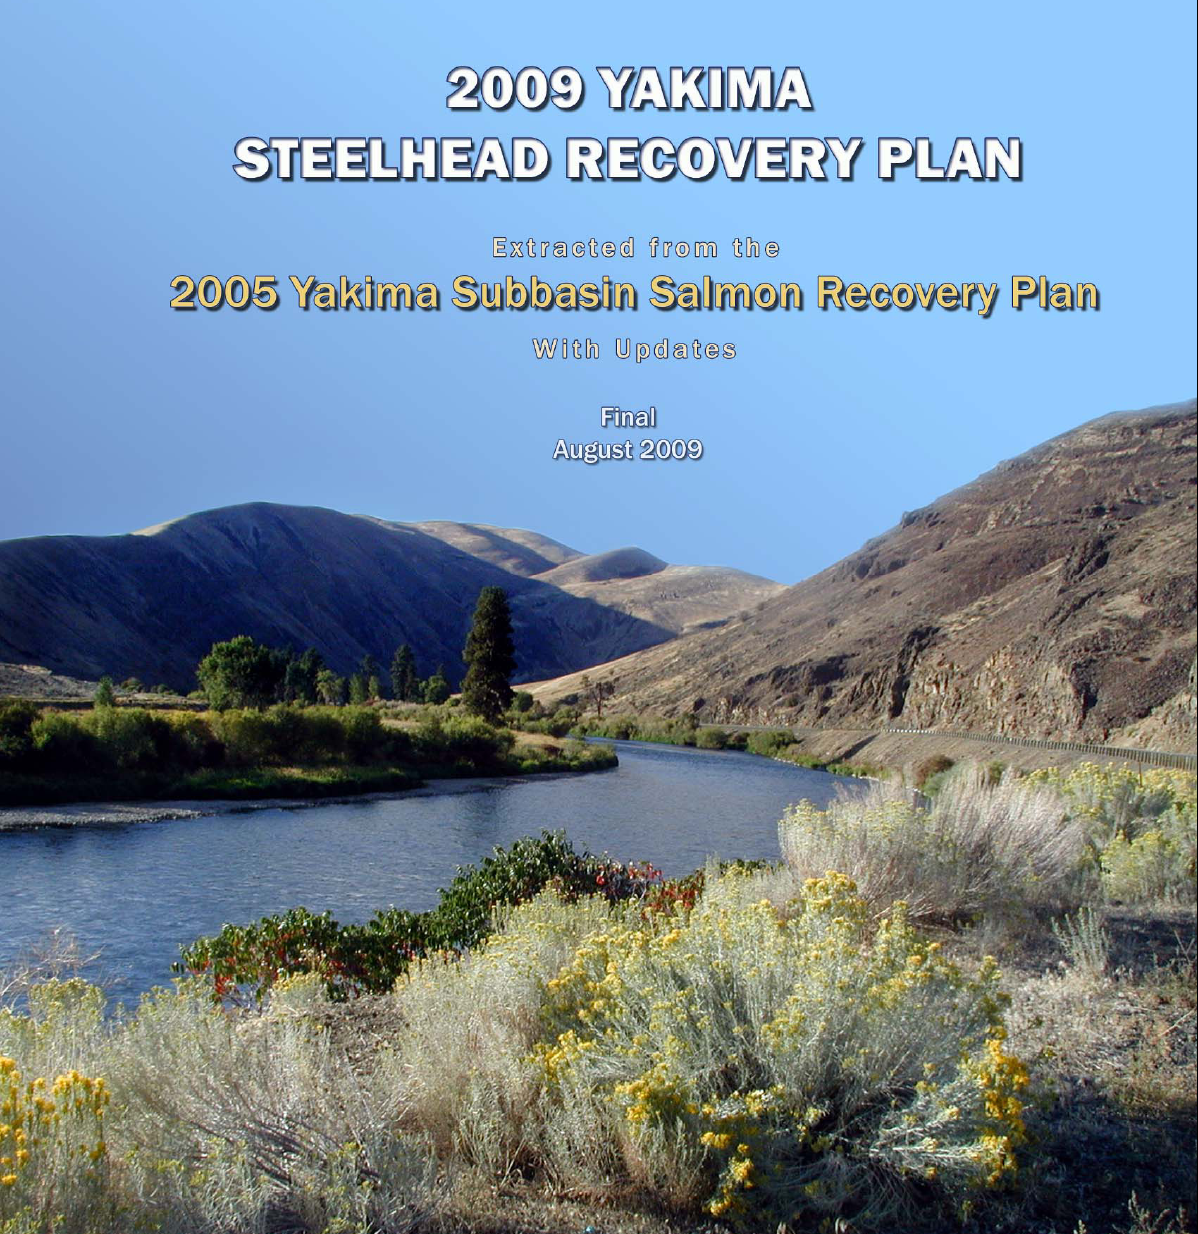 2009 YAKIMA
STEELHEAD RECOVERY PLAN
Extracted from the
2005 Yakima Subbasin Salmon Recovery Plan
With Updates
Final
August 2009